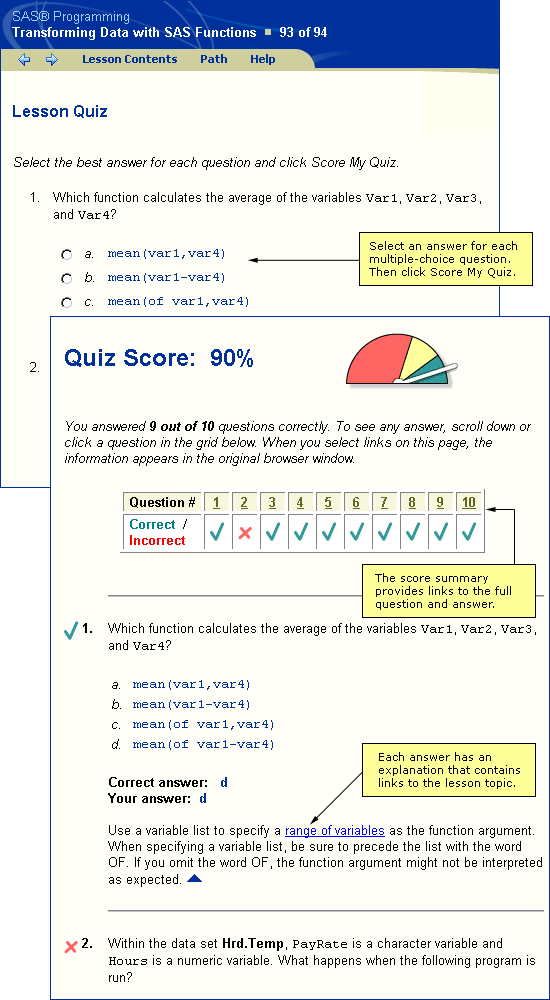 SAS® Programming
Transforming Data with SAS Functions ■ 93 of 94
Lesson Contents Path Help
Lesson Quiz
Select the best answer for each question and click Score My Quiz.
1. Which function calculates the average of the variables Var1, Var2, Var3,
and Var4?
a. mean(var1,var4)
b. mean(var1-var4)
c. mean(of var1,var4)
Select an answer for each
multiple-choice question.
Then click Score My Quiz.
2.
Quiz Score: 90%
You answered 9 out of 10 questions correctly. To see any answer, scroll down or
click a question in the grid below. When you select links on this page, the
information appears in the original browser window.
Question # 1 2 3 4 5 6 7 8 9 10
Correct /
Incorrect
The score summary
provides links to the full
question and answer.
1. Which function calculates the average of the variables Var1, Var2, Var3,
and Var4?
a. mean(var1,var4)
b. mean(var1-var4)
c. mean(of var1,var4)
d. mean(of var1-var4)
Each answer has an
explanation that contains
links to the lesson topic.
Correct answer: d
Your answer: d
Use a variable list to specify a range of variables as the function argument.
When specifying a variable list, be sure to precede the list with the word
OF. If you omit the word OF, the function argument might not be interpreted
as expected.
2. Within the data set Hrd.Temp, PayRate is a character variable and
Hours is a numeric variable. What happens when the following program is
run?